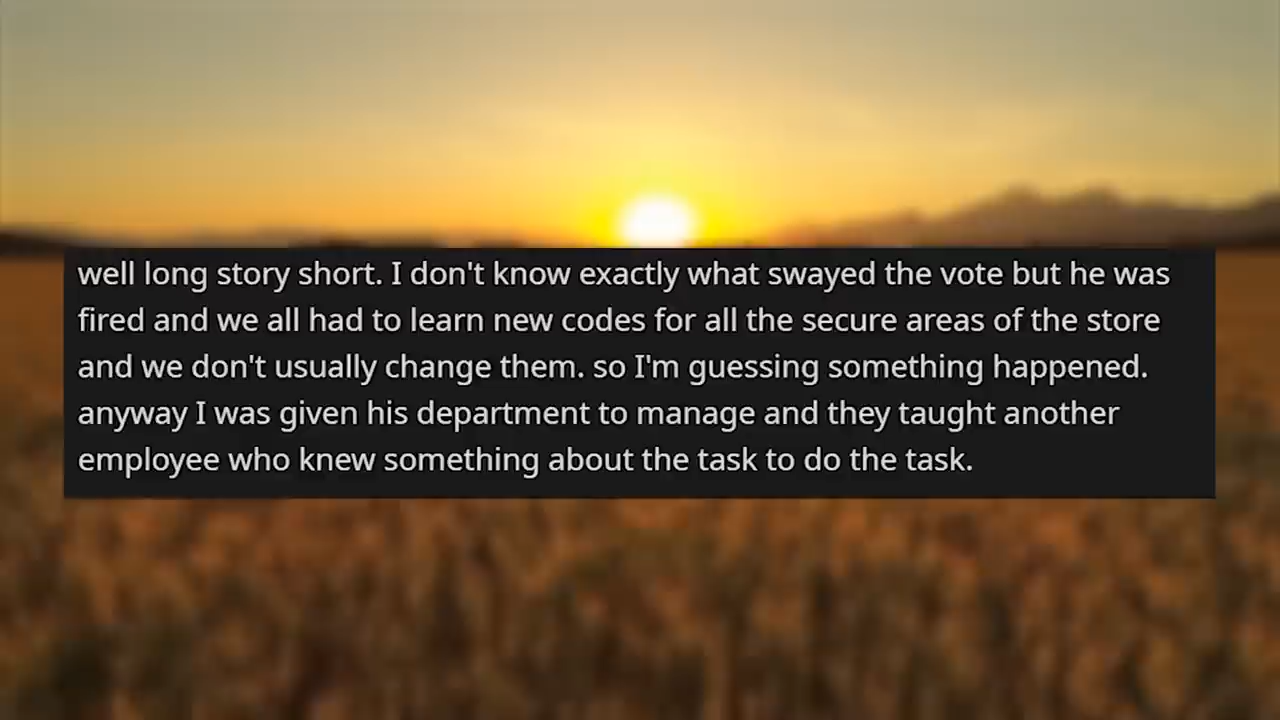 well long story short. I don't know exactly what swayed the vote but he was
fired and we all had to learn new codes for all the secure areas of the store
and we don't usually change them. so I'm guessing something happened.
anyway I was given his department to manage and they taught another
employee who knew something about the task to do the task.